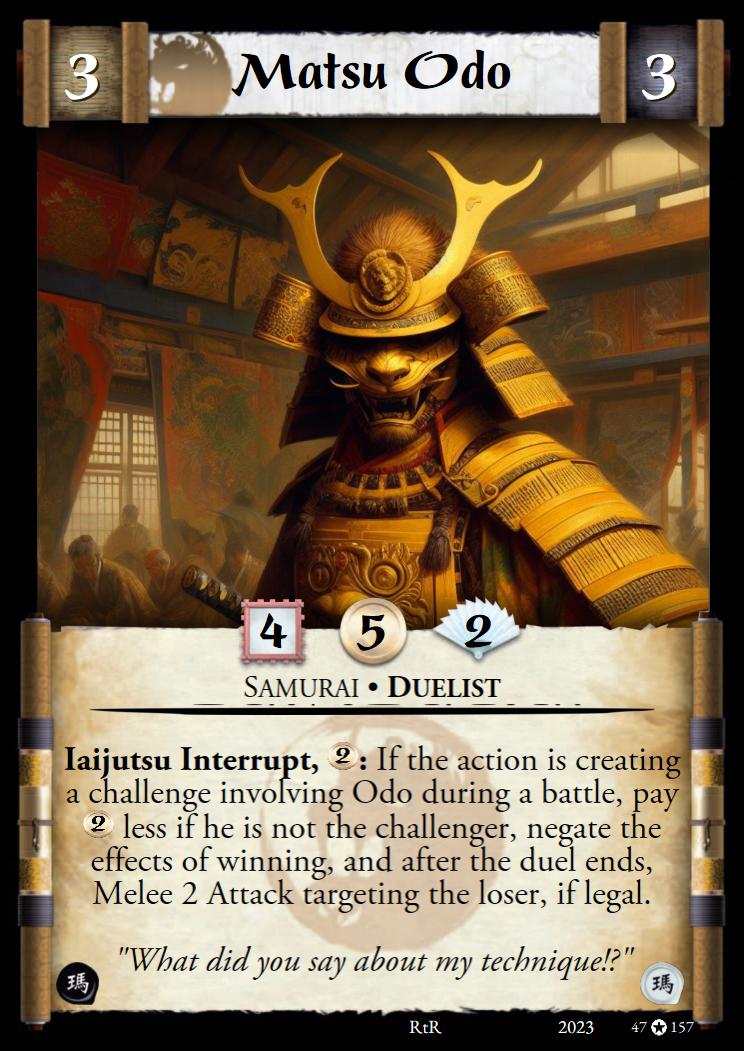 3 Matsu Odo 3
4 5 2
Samurai • Duelist
Iaijutsu Interrupt, 2: If the action is creating
a challenge involving Odo during a battle, pay
2 less if he is not the challenger, negate the
effects of winning, and after the duel ends,
Melee 2 Attack targeting the loser, if legal.
"What did you say about my technique!?"
瑪 瑪
RtR 2023 47 ✪ 157